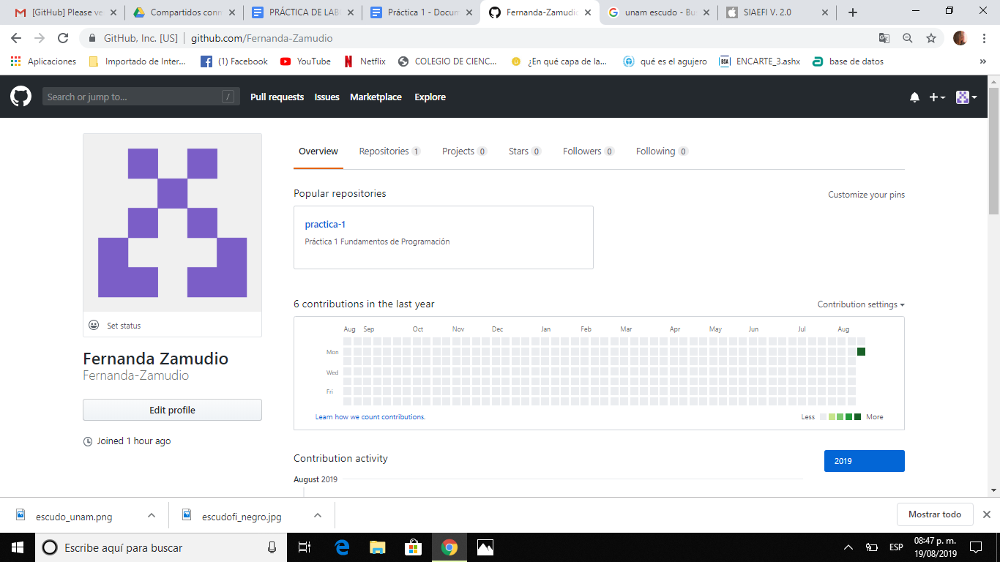 [GitHub] Please ve
Compartidos conm
PRÁCTICA DE LAB
Práctica 1 - Docum
Fernanda-Zamudio
unam escudo - Bu
SIAEFI V. 2.0
GitHub, Inc. [US] | github.com/Fernanda-Zamudio
Aplicaciones
Importado de Inter...
(1) Facebook
YouTube
Netflix
COLEGIO DE CIENC...
¿En qué capa de la...
qué es el agujero
BSA ENCARTE_3.ashx
base de datos
»
Search or jump to... /
Pull requests
Issues
Marketplace
Explore
Overview
Repositories 1
Projects 0
Stars 0
Followers 0
Following 0
Popular repositories
Customize your pins
practica-1
Práctica 1 Fundamentos de Programación
Set status
Fernanda Zamudio
Fernanda-Zamudio
Edit profile
Joined 1 hour ago
6 contributions in the last year
Contribution settings
Aug Sep Oct Nov Dec Jan Feb Mar Apr May Jun Jul Aug
Mon
Wed
Fri
Learn how we count contributions.
Less More
Contribution activity
2019
August 2019
escudo_unam.png
escudofi_negro.jpg
Mostrar todo
Escribe aquí para buscar
ESP
08:47 p. m.
19/08/2019